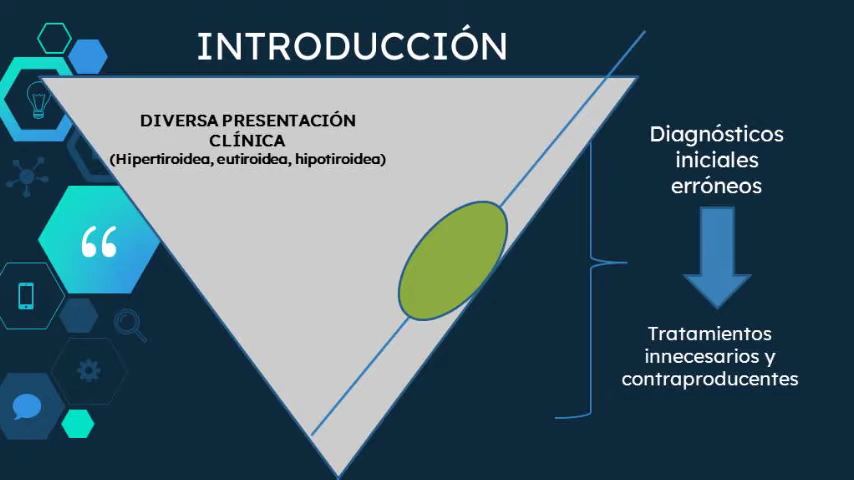 INTRODUCCIÓN
DIVERSA PRESENTACIÓN
CLÍNICA
(Hipertiroidea, eutiroidea, hipotiroidea)
Diagnósticos
iniciales
erróneos
Tratamientos
innecesarios y
contraproducentes